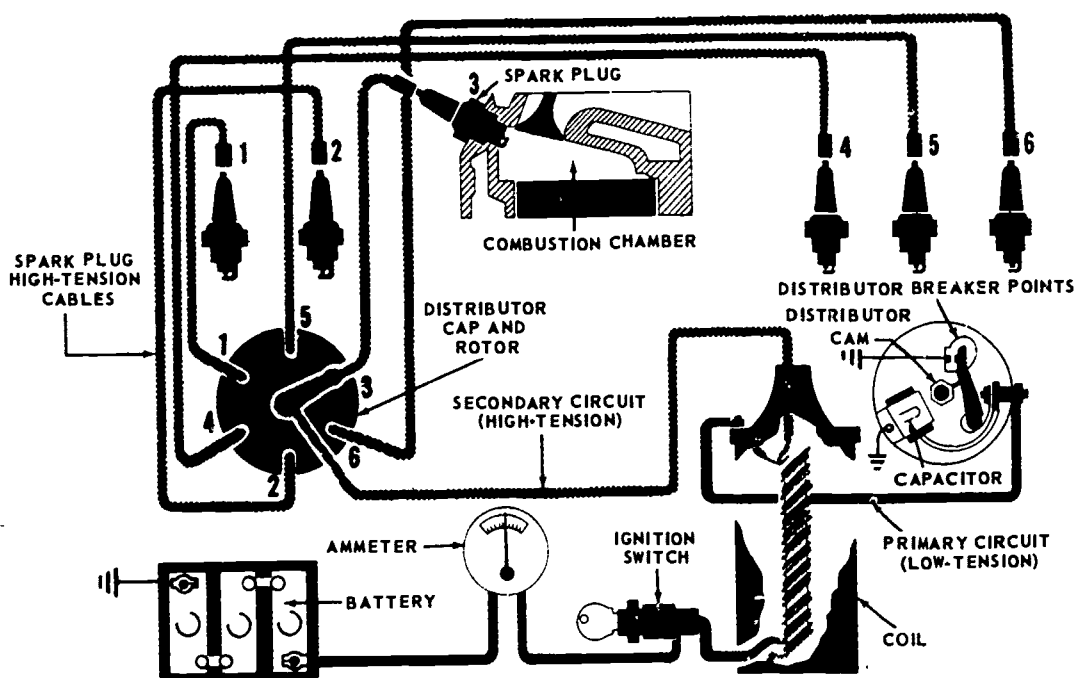 3
SPARK PLUG
1
2
4
5
6
COMBUSTION CHAMBER
SPARK PLUG
HIGH-TENSION
CABLES
DISTRIBUTOR
CAP AND
ROTOR
DISTRIBUTOR BREAKER POINTS
DISTRIBUTOR
CAM
5
1
3
4
6
2
SECONDARY CIRCUIT
(HIGH-TENSION)
CAPACITOR
AMMETER
IGNITION
SWITCH
PRIMARY CIRCUIT
(LOW-TENSION)
BATTERY
COIL